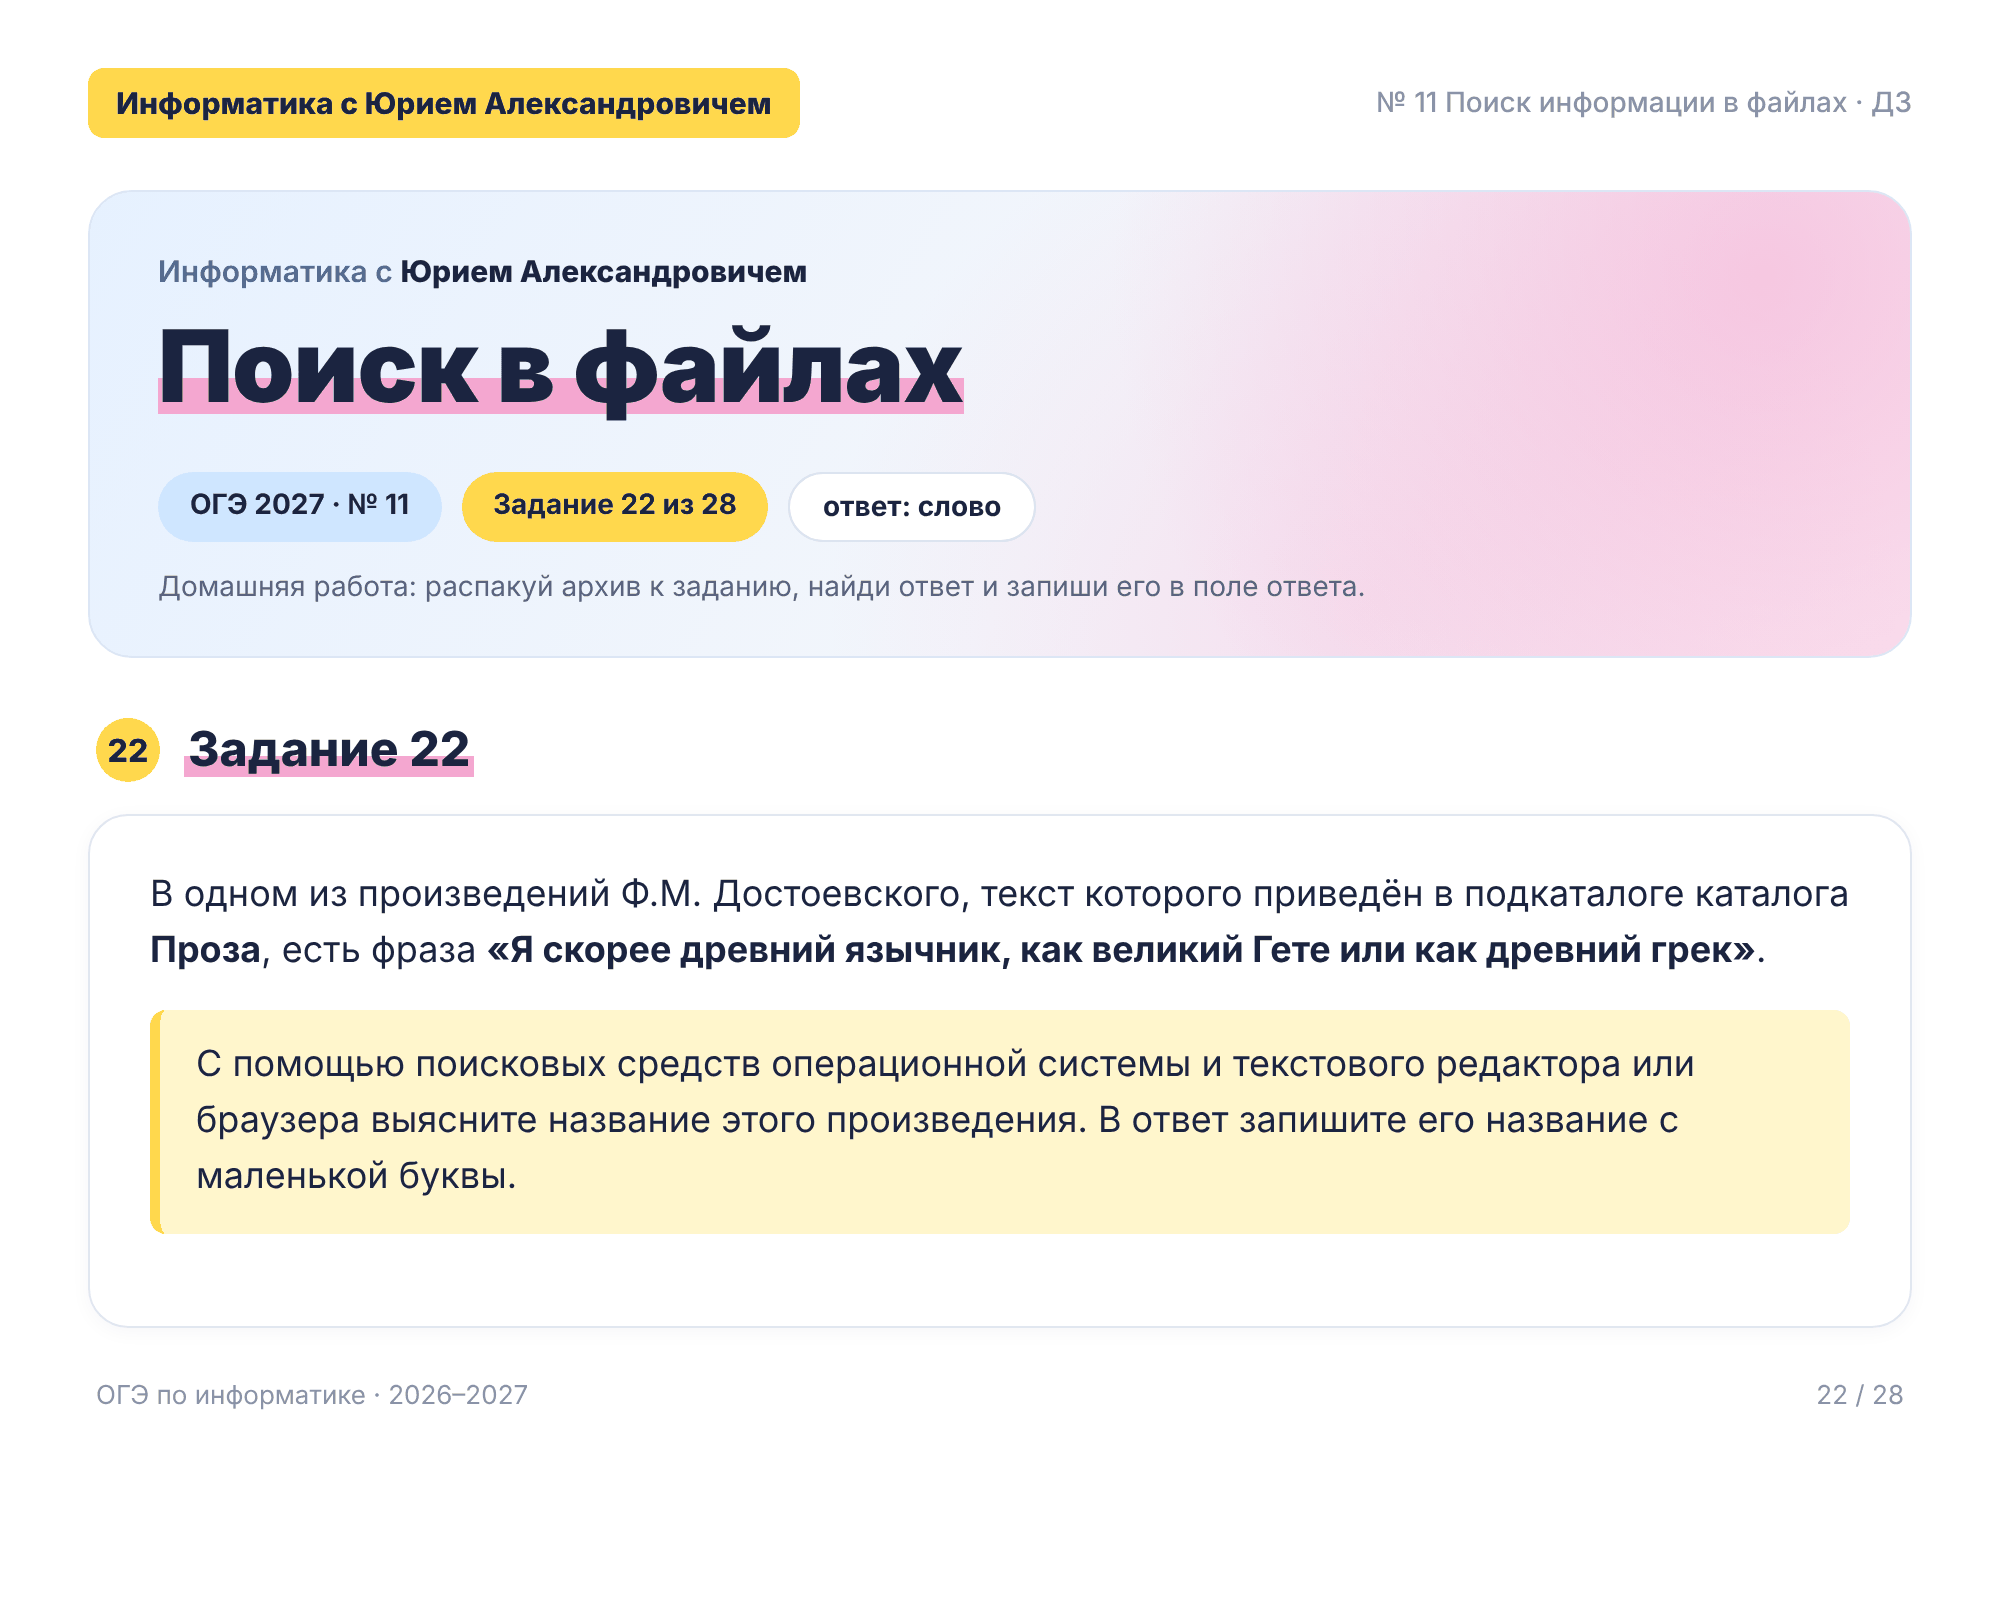 Информатика с Юрием Александровичем
№ 11 Поиск информации в файлах · ДЗ
Информатика с Юрием Александровичем
Поиск в файлах
ОГЭ 2027 · № 11
Задание 22 из 28
ответ: слово
Домашняя работа: распакуй архив к заданию, найди ответ и запиши его в поле ответа.
22
Задание 22
В одном из произведений Ф.М. Достоевского, текст которого приведён в подкаталоге каталога
Проза, есть фраза «Я скорее древний язычник, как великий Гете или как древний грек».
С помощью поисковых средств операционной системы и текстового редактора или
браузера выясните название этого произведения. В ответ запишите его название с
маленькой буквы.
ОГЭ по информатике · 2026–2027
22 / 28